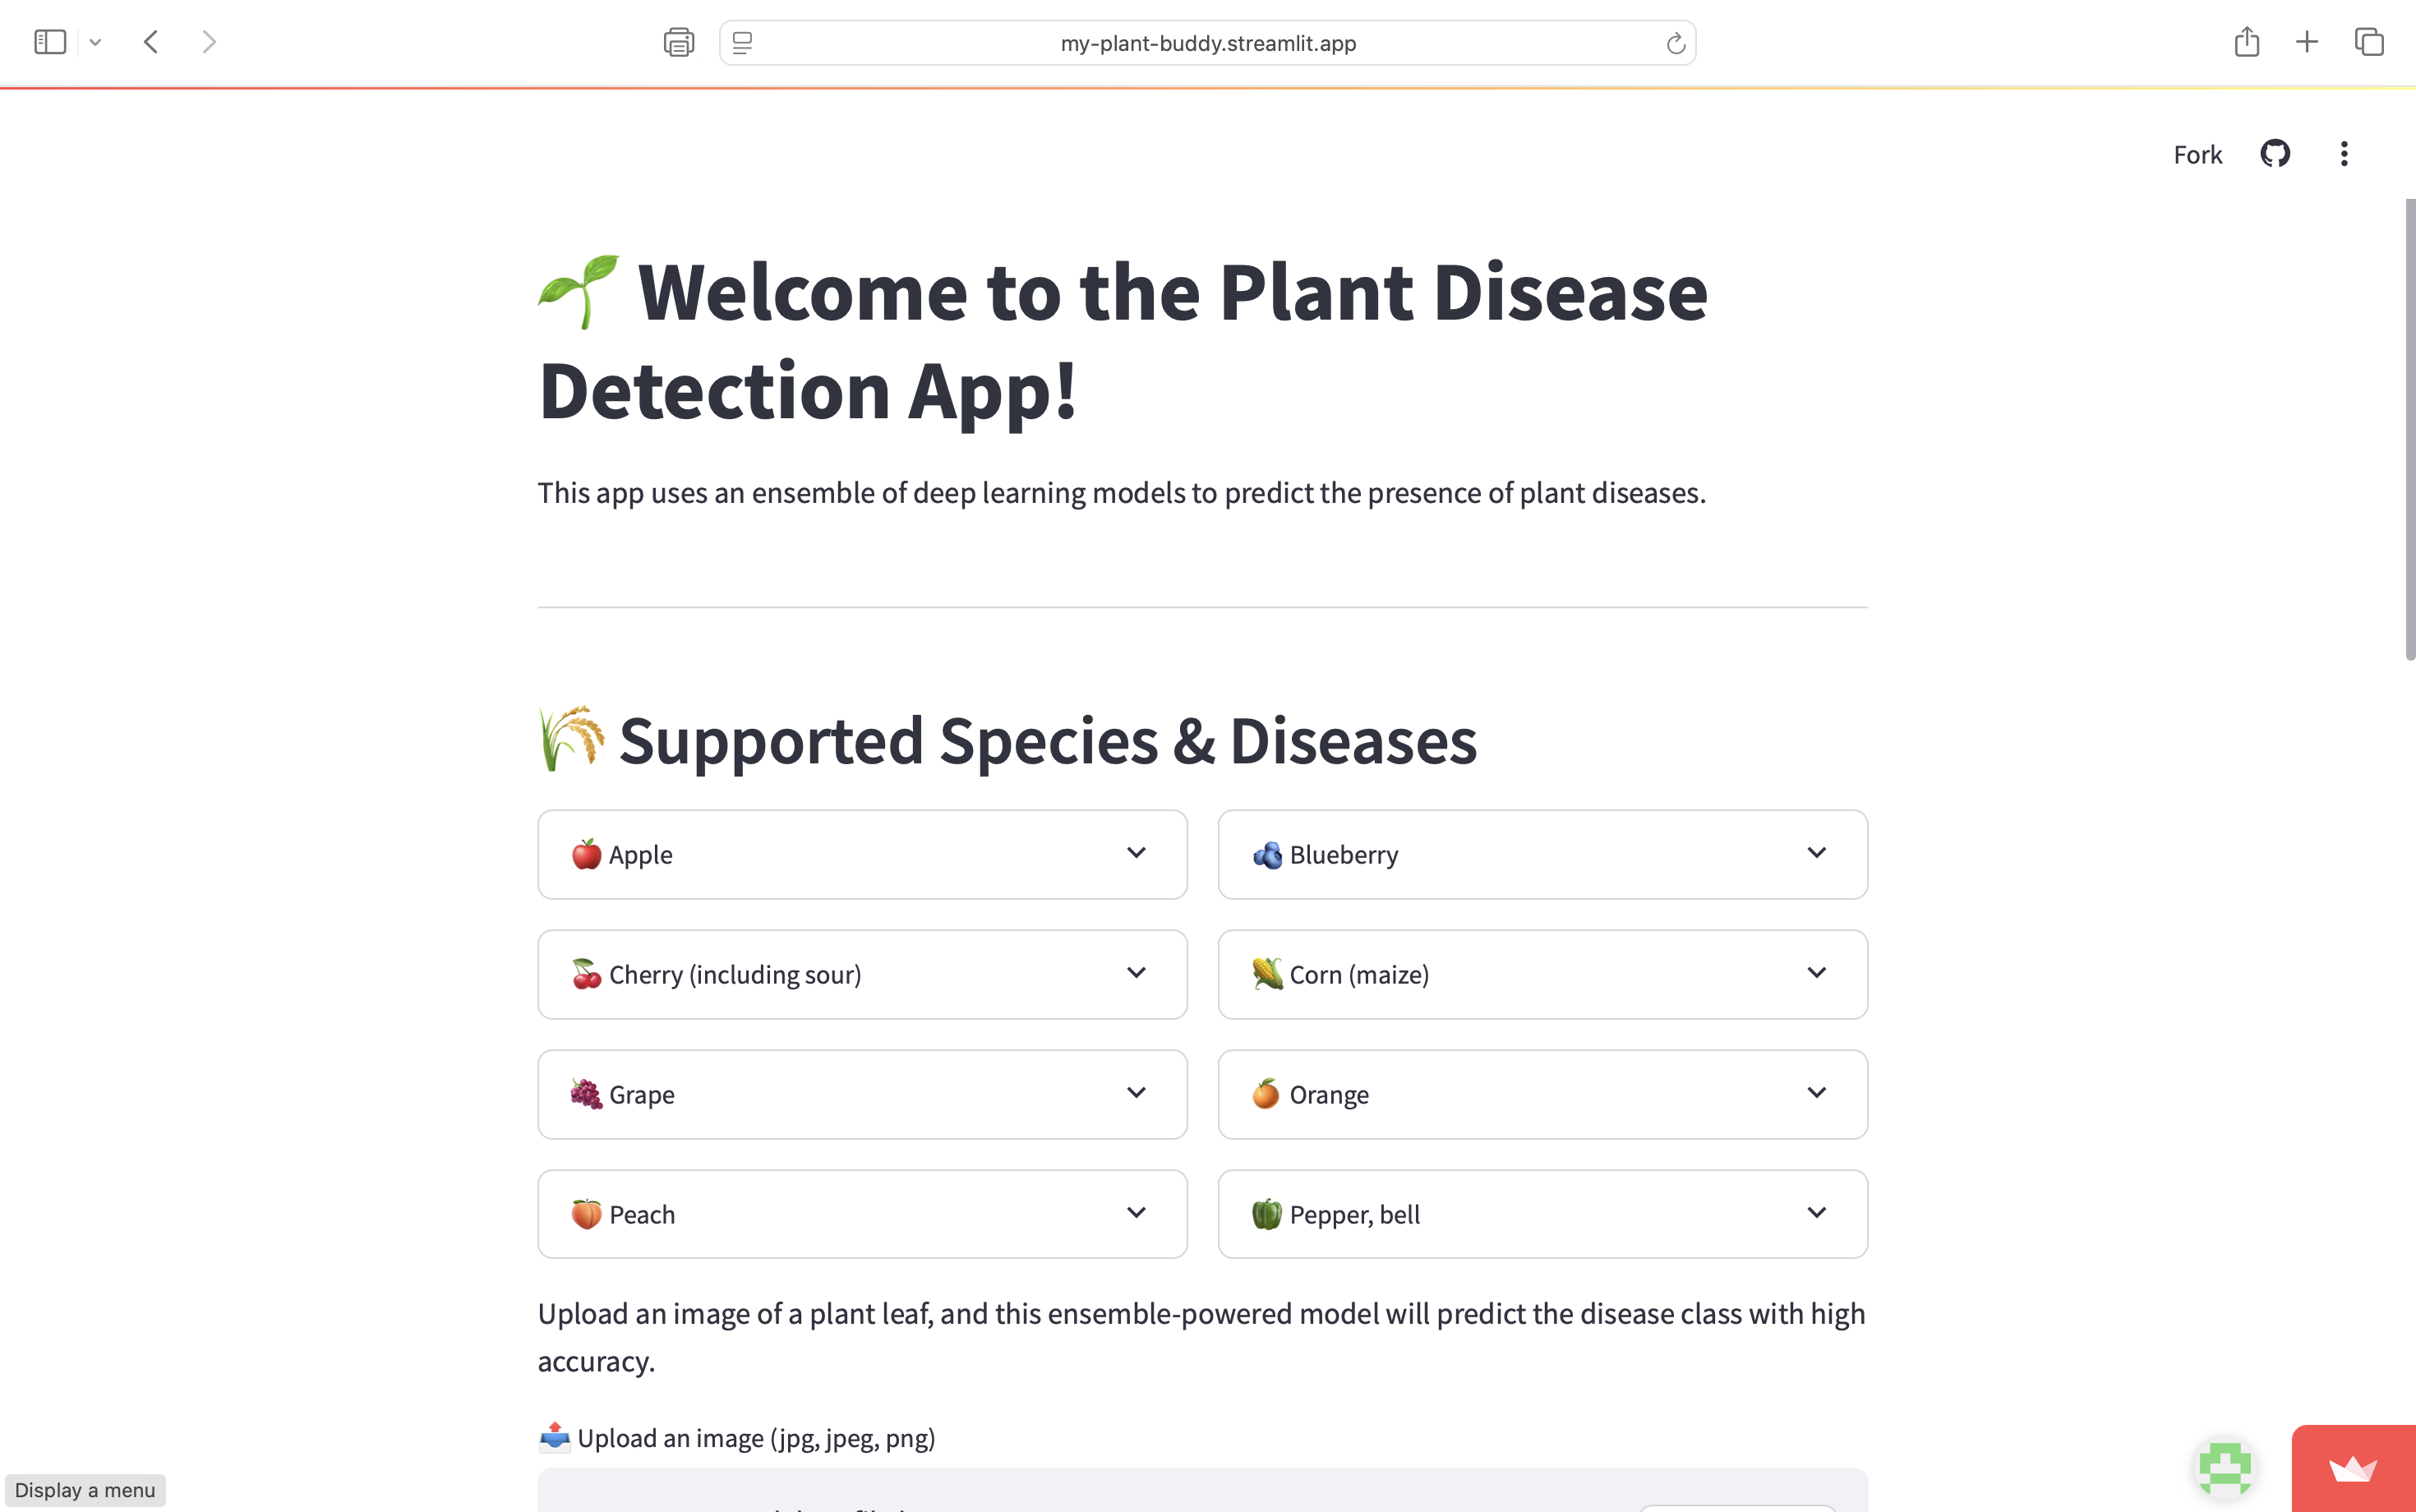 my-plant-buddy.streamlit.app
Fork
Welcome to the Plant Disease
Detection App!
This app uses an ensemble of deep learning models to predict the presence of plant diseases.
Supported Species & Diseases
Apple
Blueberry
Cherry (including sour)
Corn (maize)
Grape
Orange
Peach
Pepper, bell
Upload an image of a plant leaf, and this ensemble-powered model will predict the disease class with high
accuracy.
Upload an image (jpg, jpeg, png)
Display a menu